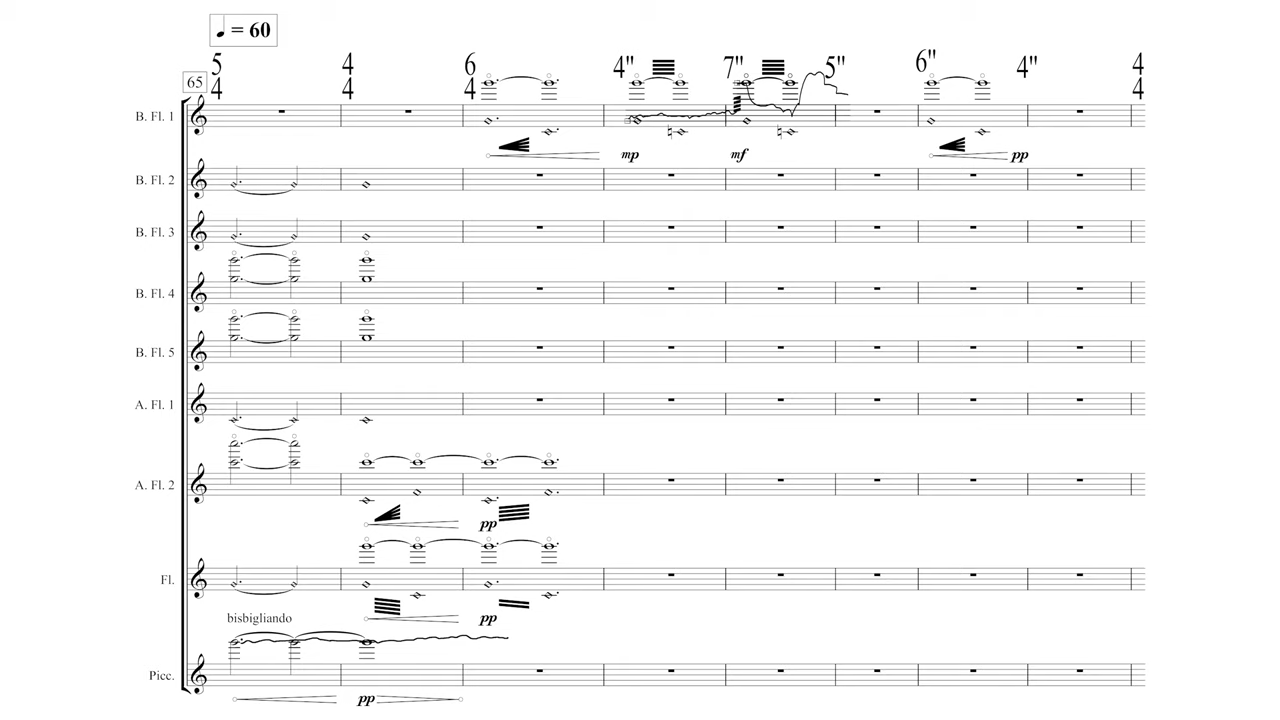 ♩ = 60
5 4 6 4" 7" 5" 6" 4" 4
65 4 4 4 4
B. Fl. 1
mp mf pp
B. Fl. 2
B. Fl. 3
B. Fl. 4
B. Fl. 5
A. Fl. 1
A. Fl. 2
pp
Fl.
bisbigliando pp
Picc.
pp